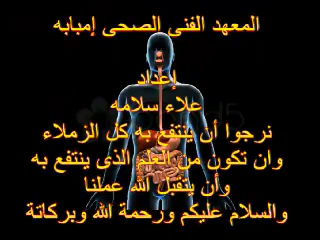 المعهد الفنى الصحى إمبابه
إعداد
علاء سلامه
نرجوا أن ينتفع به كل الزملاء
وان تكون من العلم الذى ينتفع به
وأن يتقبل الله عملنا
والسلام عليكم ورحمة الله وبركاتة